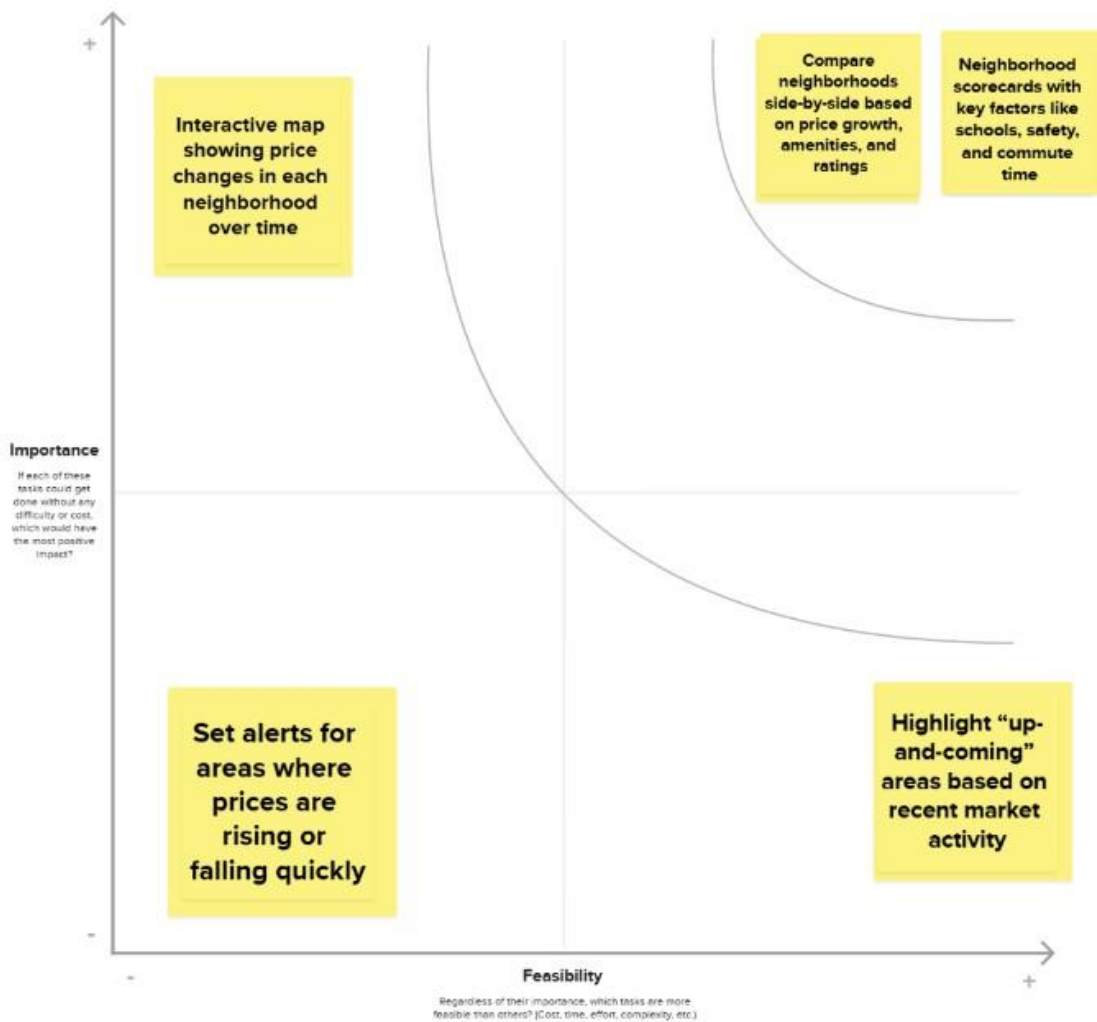 +
Interactive map
showing price
changes in each
neighborhood
over time
Compare
neighborhoods
side-by-side based
on price growth,
amenities, and
ratings
Neighborhood
scorecards with
key factors like
schools, safety,
and commute
time
Importance
If each of these
tasks could get
done without any
difficulty or cost,
which would have
the most positive
impact?
Set alerts for
areas where
prices are
rising or
falling quickly
Highlight “up-
and-coming”
areas based on
recent market
activity
-
-
Feasibility
+
Regardless of their importance, which tasks are more
feasible than others? (Cost, time, effort, complexity, etc.)